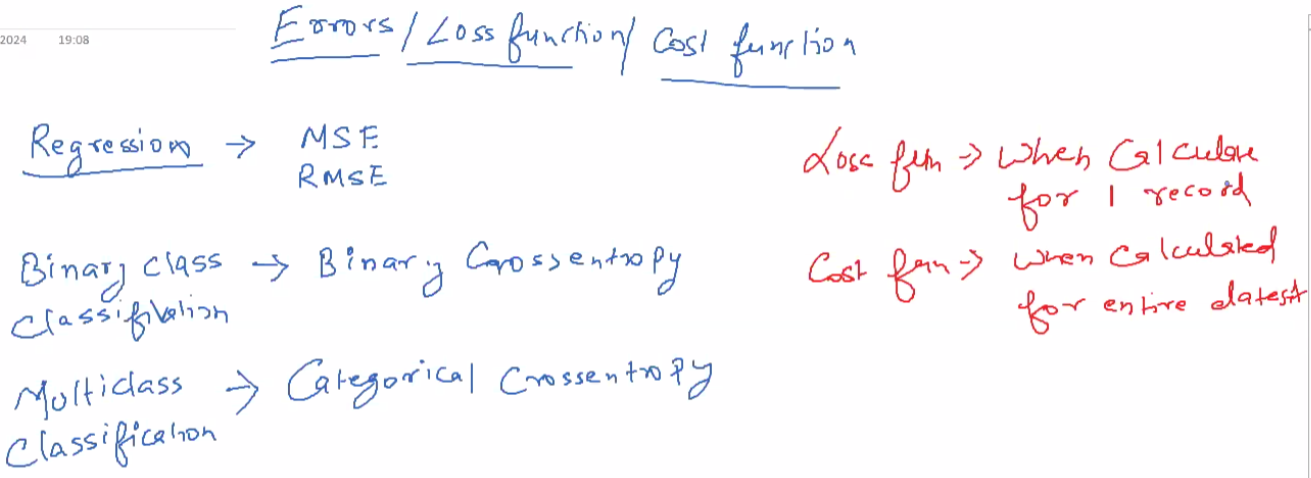 2024 19:08
Errors / Loss function / Cost function
Regression → MSE
RMSE
Binary class → Binary Crossentropy
Classification
Multiclass → Categorical Crossentropy
Classification
Loss fun → When Calculate
for 1 record
Cost fun → when Calculated
for entire datest